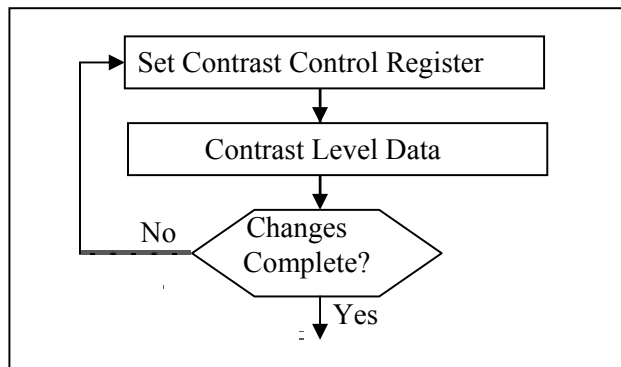 Set Contrast Control Register
Contrast Level Data
Changes
Complete?
No
Yes